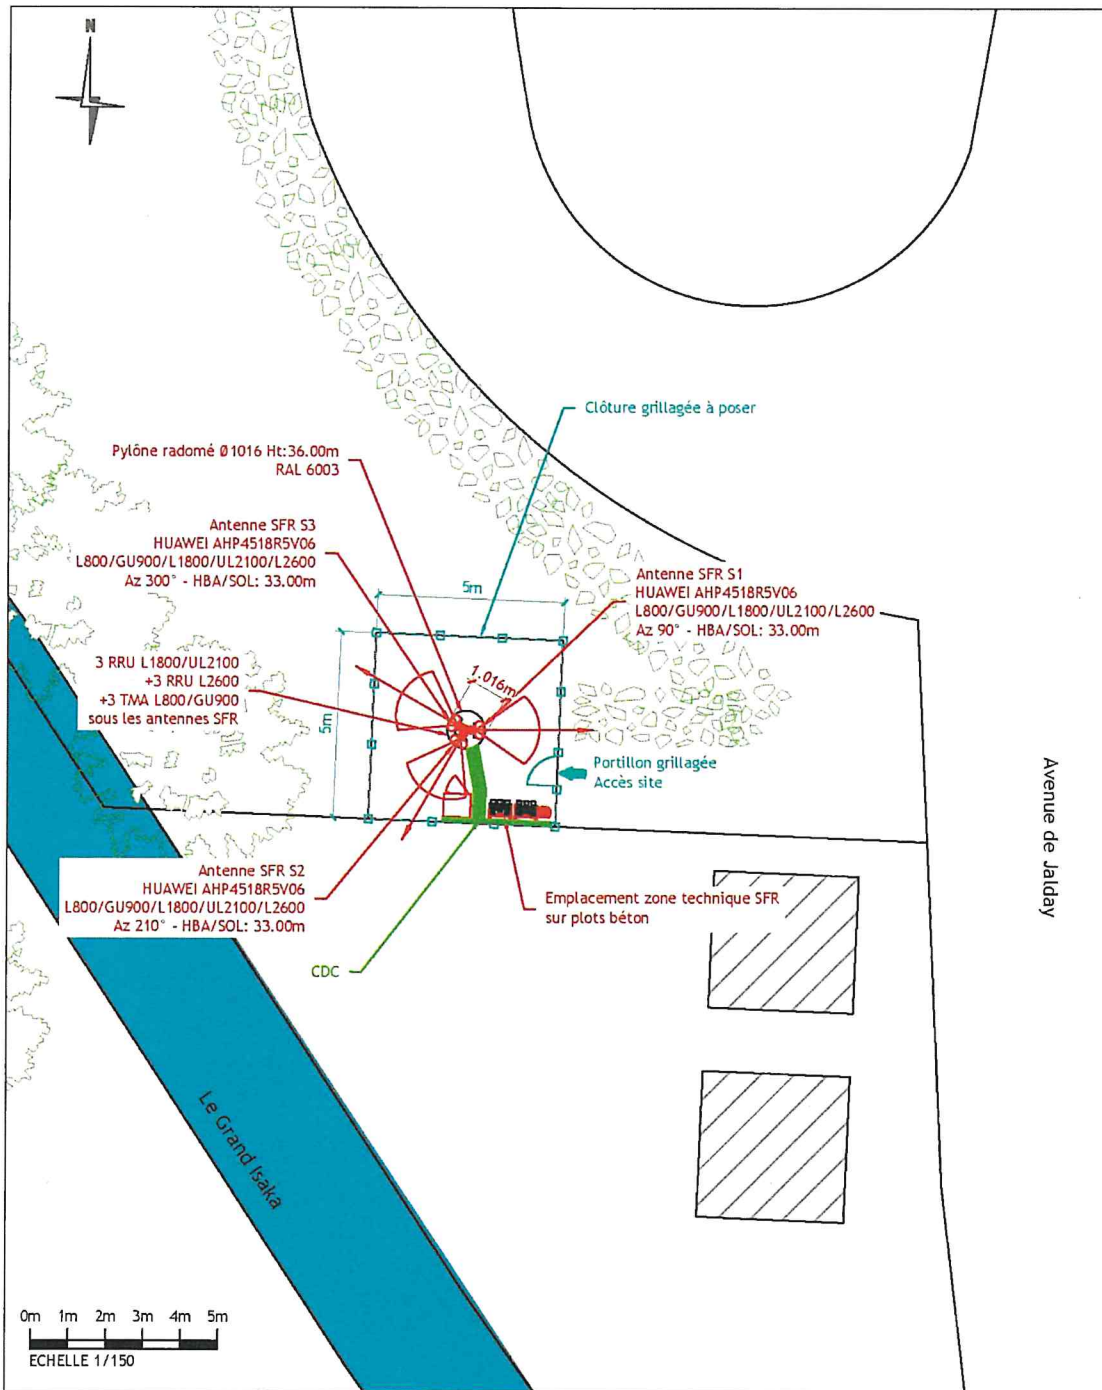 N
Clôture grillagée à poser
Pylône radomé Ø1016 Ht:36.00m
RAL 6003
Antenne SFR S3
HUAWEI AHP4518R5V06
L800/GU900/L1800/UL2100/L2600
Az 300° - HBA/SOL: 33.00m
Antenne SFR S1
HUAWEI AHP4518R5V06
L800/GU900/L1800/UL2100/L2600
Az 90° - HBA/SOL: 33.00m
5m
5m
1.016m
3 RRU L1800/UL2100
+3 RRU L2600
+3 TMA L800/GU900
sous les antennes SFR
Portillon grillagée
Accès site
Avenue de Jalday
Antenne SFR S2
HUAWEI AHP4518R5V06
L800/GU900/L1800/UL2100/L2600
Az 210° - HBA/SOL: 33.00m
Emplacement zone technique SFR
sur plots béton
CDC
Le Grand Isaka
0m 1m 2m 3m 4m 5m
ECHELLE 1/150